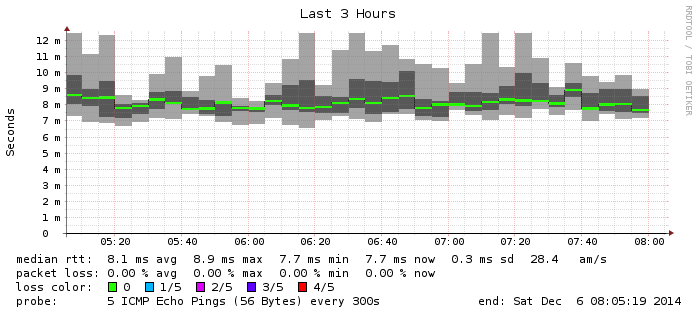 Last 3 Hours
RRDTOOL / TOBI OETIKER
Seconds
12 m
11 m
10 m
9 m
8 m
7 m
6 m
5 m
4 m
3 m
2 m
1 m
0
05:20 05:40 06:00 06:20 06:40 07:00 07:20 07:40 08:00
median rtt: 8.1 ms avg 8.9 ms max 7.7 ms min 7.7 ms now 0.3 ms sd 28.4 am/s
packet loss: 0.00 % avg 0.00 % max 0.00 % min 0.00 % now
loss color: 0 1/5 2/5 3/5 4/5
probe: 5 ICMP Echo Pings (56 Bytes) every 300s end: Sat Dec 6 08:05:19 2014